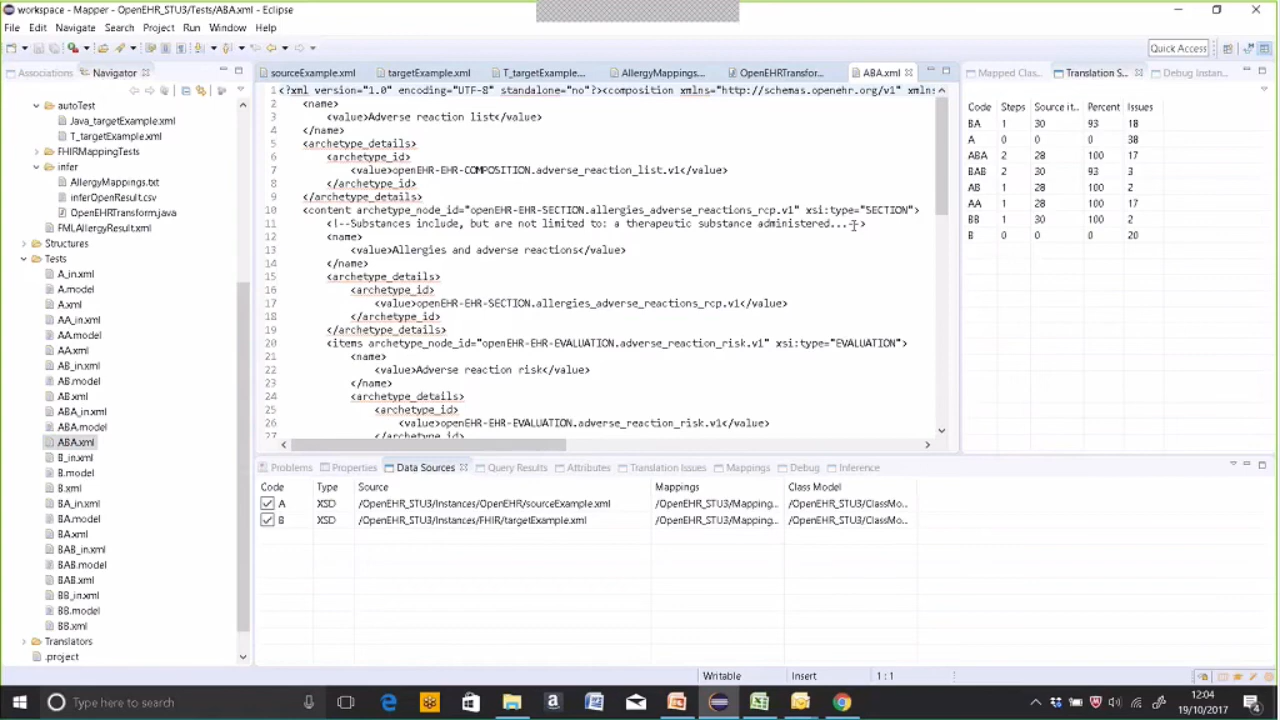 workspace - Mapper - OpenEHR_STU3/Tests/ABA.xml - Eclipse
File Edit Navigate Search Project Run Window Help
Quick Access
Associations Navigator
autoTest
Java_targetExample.xml
T_targetExample.xml
FHIRMappingTests
infer
AllergyMappings.txt
inferOpenResult.csv
OpenEHRTransform.java
FMLAllergyResult.xml
Structures
Tests
A_in.xml
A.model
A.xml
AA_in.xml
AA.model
AA.xml
AB_in.xml
AB.model
AB.xml
ABA_in.xml
ABA.model
ABA.xml
B_in.xml
B.model
B.xml
BA_in.xml
BA.model
BA.xml
BAB_in.xml
BAB.model
BAB.xml
BB_in.xml
BB.model
BB.xml
Translators
.project
sourceExample.xml targetExample.xml T_targetExample... AllergyMappings... OpenEHRTransfor... ABA.xml
1 <?xml version="1.0" encoding="UTF-8" standalone="no"?><composition xmlns="http://schemas.openehr.org/v1" xmlns
2 <name>
3 <value>Adverse reaction list</value>
4 </name>
5 <archetype_details>
6 <archetype_id>
7 <value>openEHR-EHR-COMPOSITION.adverse_reaction_list.v1</value>
8 </archetype_id>
9 </archetype_details>
10 <content archetype_node_id="openEHR-EHR-SECTION.allergies_adverse_reactions_rcp.v1" xsi:type="SECTION">
11 <!--Substances include, but are not limited to: a therapeutic substance administered...-->
12 <name>
13 <value>Allergies and adverse reactions</value>
14 </name>
15 <archetype_details>
16 <archetype_id>
17 <value>openEHR-EHR-SECTION.allergies_adverse_reactions_rcp.v1</value>
18 </archetype_id>
19 </archetype_details>
20 <items archetype_node_id="openEHR-EHR-EVALUATION.adverse_reaction_risk.v1" xsi:type="EVALUATION">
21 <name>
22 <value>Adverse reaction risk</value>
23 </name>
24 <archetype_details>
25 <archetype_id>
26 <value>openEHR-EHR-EVALUATION.adverse_reaction_risk.v1</value>
27 </archetype_id>
Mapped Clas... Translation S... Debug Instan...
Code Steps Source it... Percent Issues
BA 1 30 93 18
A 0 0 0 38
ABA 2 28 100 17
BAB 2 30 93 3
AB 1 28 100 2
AA 1 28 100 17
BB 1 30 100 2
B 0 0 0 20
Problems Properties Data Sources Query Results Attributes Translation Issues Mappings Debug Inference
Code Type Source Mappings Class Model
A XSD /OpenEHR_STU3/Instances/OpenEHR/sourceExample.xml /OpenEHR_STU3/Mapping... /OpenEHR_STU3/ClassMo...
B XSD /OpenEHR_STU3/Instances/FHIR/targetExample.xml /OpenEHR_STU3/Mapping... /OpenEHR_STU3/ClassMo...
Writable Insert 1 : 1
Type here to search
12:04
19/10/2017